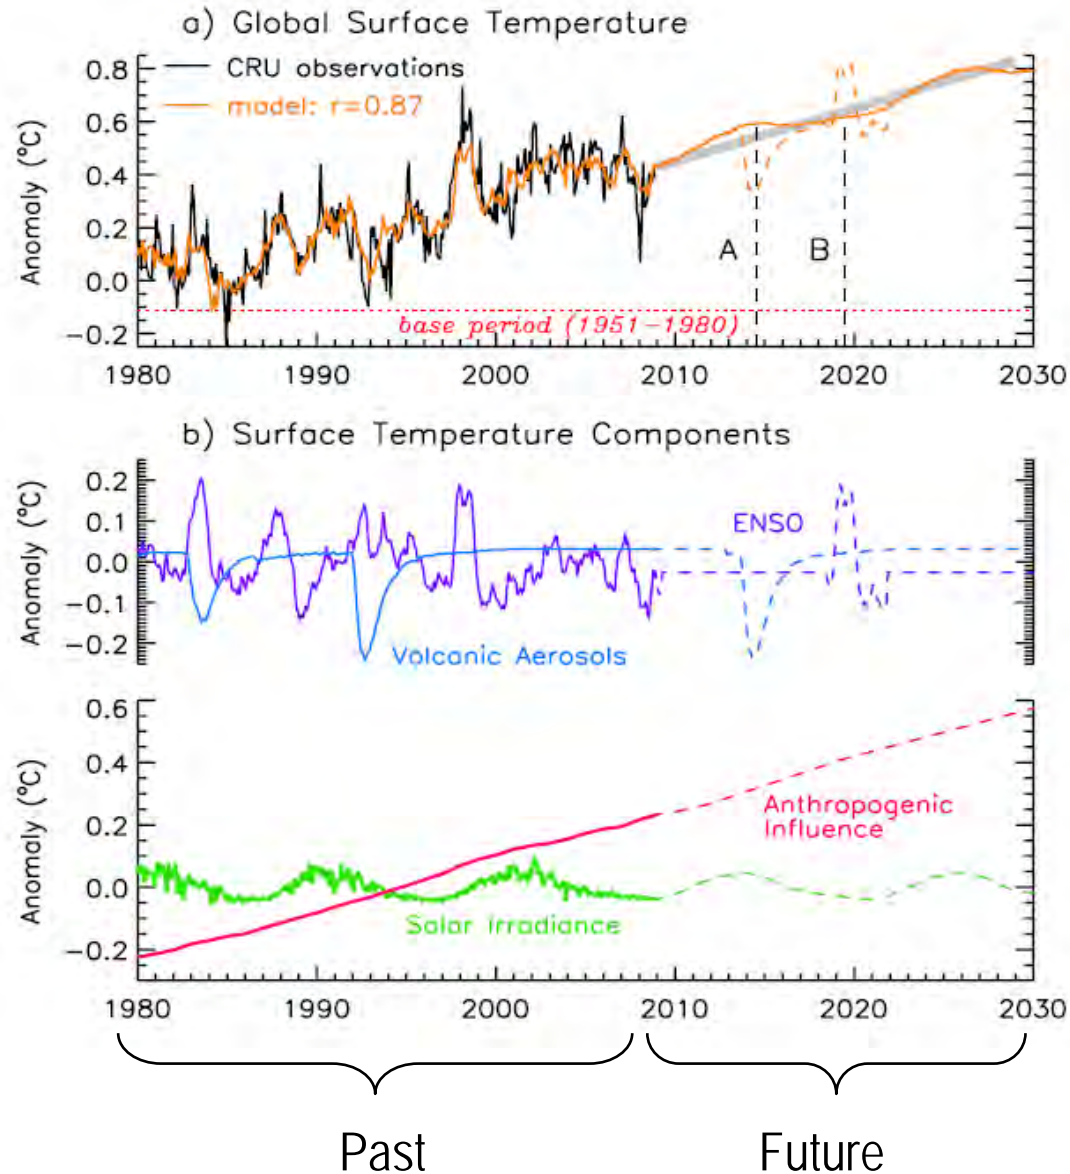 a) Global Surface Temperature
CRU observations
model: r=0.87
Anomaly (°C)
0.8
0.6
0.4
0.2
0.0
−0.2
A
B
base period (1951−1980)
1980 1990 2000 2010 2020 2030
b) Surface Temperature Components
Anomaly (°C)
0.2
0.1
0.0
−0.1
−0.2
ENSO
Volcanic Aerosols
Anomaly (°C)
0.6
0.4
0.2
0.0
−0.2
Anthropogenic
Influence
Solar Irradiance
1980 1990 2000 2010 2020 2030
Past Future